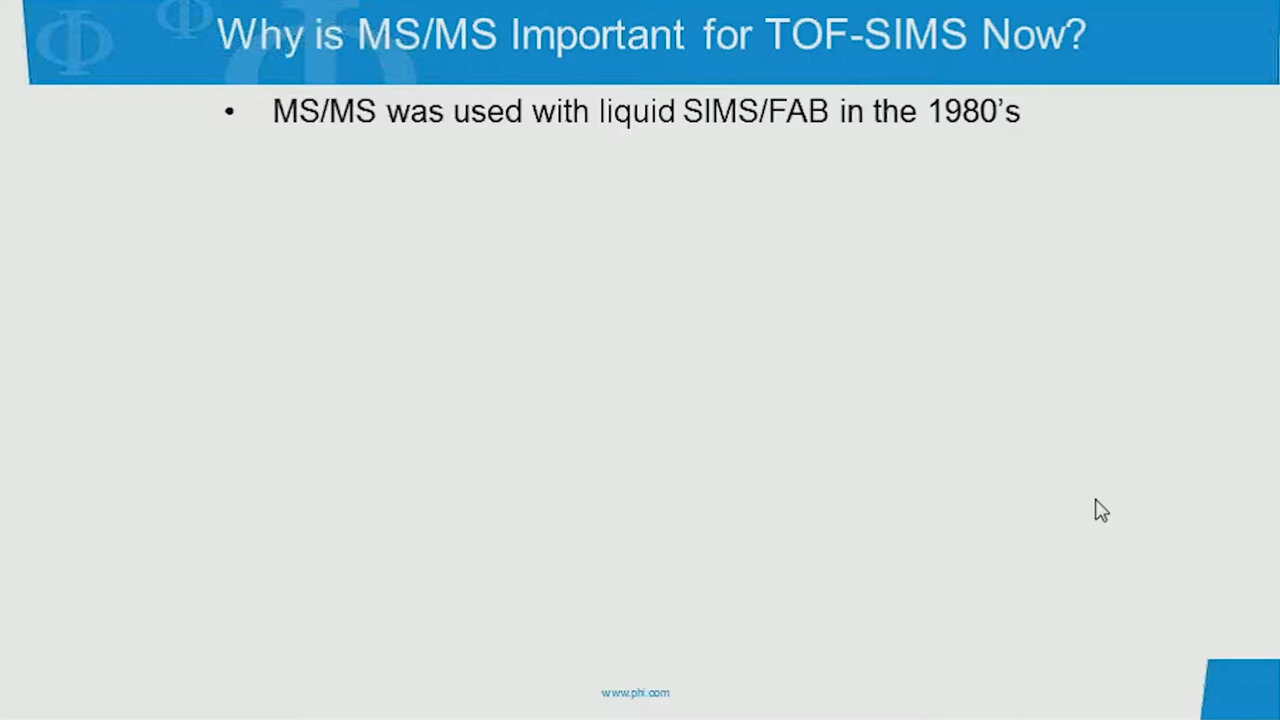 Why is MS/MS Important for TOF-SIMS Now?
• MS/MS was used with liquid SIMS/FAB in the 1980’s
www.phi.com